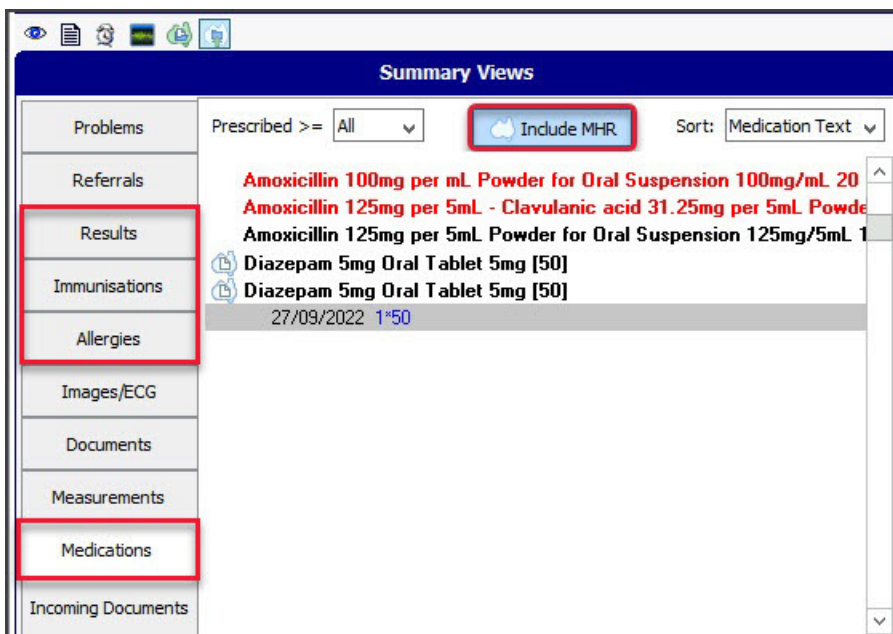 Summary Views
Problems
Referrals
Results
Immunisations
Allergies
Images/ECG
Documents
Measurements
Medications
Incoming Documents
Prescribed >= All Include MHR Sort: Medication Text
Amoxicillin 100mg per mL Powder for Oral Suspension 100mg/mL 20
Amoxicillin 125mg per 5mL - Clavulanic acid 31.25mg per 5mL Powde
Amoxicillin 125mg per 5mL Powder for Oral Suspension 125mg/5mL 1
Diazepam 5mg Oral Tablet 5mg [50]
Diazepam 5mg Oral Tablet 5mg [50]
27/09/2022 1*50